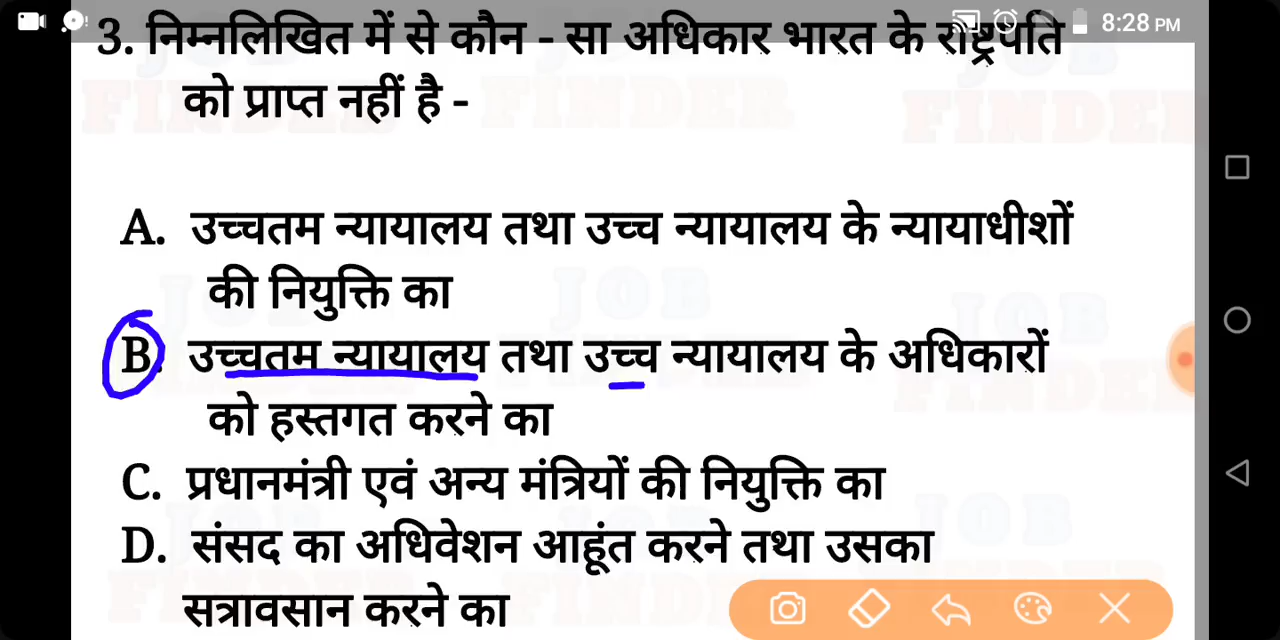 8:28 PM
3. निम्नलिखित में से कौन - सा अधिकार भारत के राष्ट्रपति
को प्राप्त नहीं है -
A. उच्चतम न्यायालय तथा उच्च न्यायालय के न्यायाधीशों
की नियुक्ति का
B. उच्चतम न्यायालय तथा उच्च न्यायालय के अधिकारों
को हस्तगत करने का
C. प्रधानमंत्री एवं अन्य मंत्रियों की नियुक्ति का
D. संसद का अधिवेशन आहूंत करने तथा उसका
सत्रावसान करने का
JOB FINDER